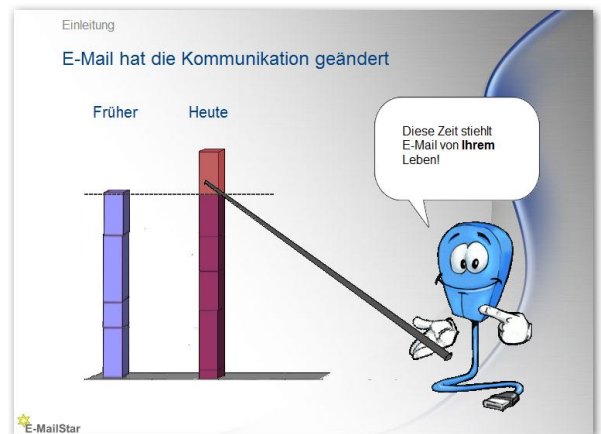 Einleitung
E-Mail hat die Kommunikation geändert
Früher Heute
Diese Zeit stiehlt
E-Mail von Ihrem
Leben!
E-MailStar